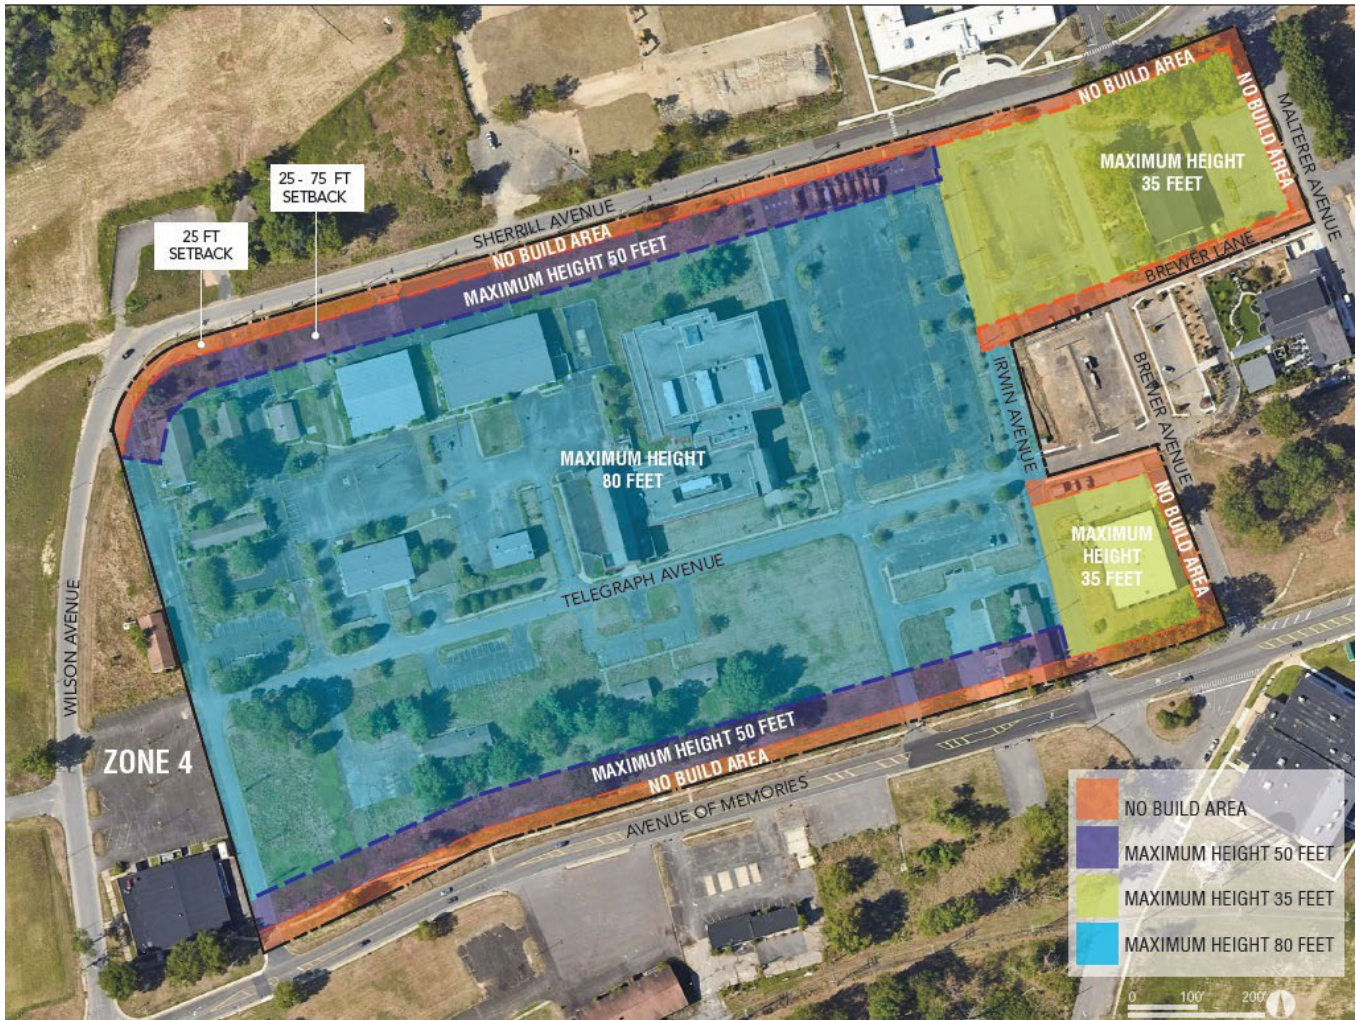 NO BUILD AREA
NO BUILD AREA
MALTERER AVENUE
MAXIMUM HEIGHT
35 FEET
25 - 75 FT
SETBACK
25 FT
SETBACK
SHERRILL AVENUE
NO BUILD AREA
MAXIMUM HEIGHT 50 FEET
BREWER LANE
IRWIN AVENUE
BREWER AVENUE
MAXIMUM HEIGHT
80 FEET
NO BUILD AREA
MAXIMUM
HEIGHT
35 FEET
TELEGRAPH AVENUE
WILSON AVENUE
ZONE 4
MAXIMUM HEIGHT 50 FEET
NO BUILD AREA
AVENUE OF MEMORIES
NO BUILD AREA
MAXIMUM HEIGHT 50 FEET
MAXIMUM HEIGHT 35 FEET
MAXIMUM HEIGHT 80 FEET
0 100' 200'